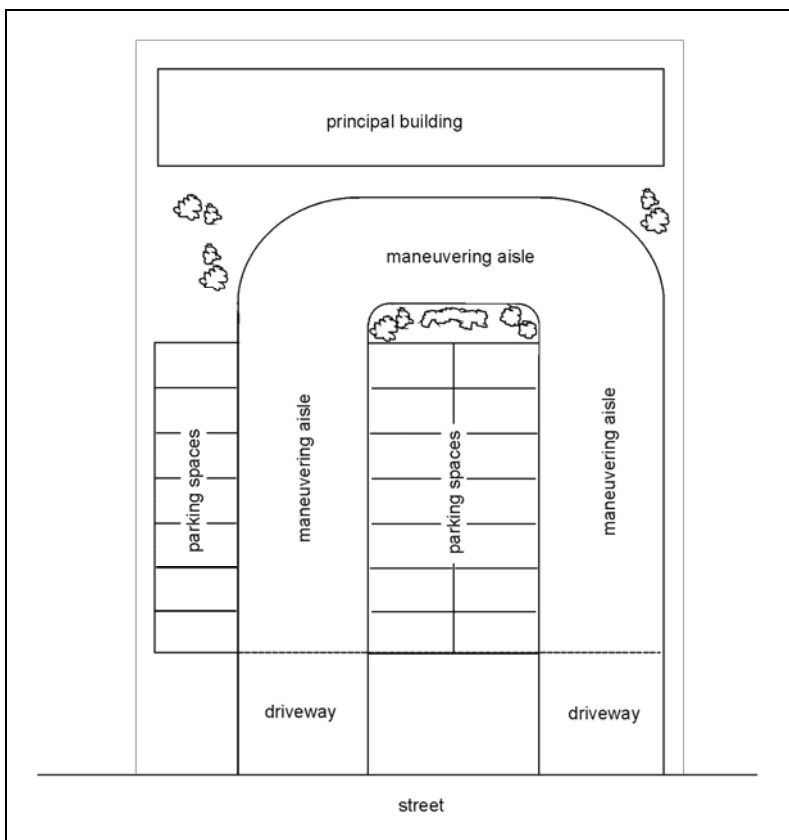 principal building
maneuvering aisle
parking spaces
maneuvering aisle
parking spaces
maneuvering aisle
driveway
driveway
street